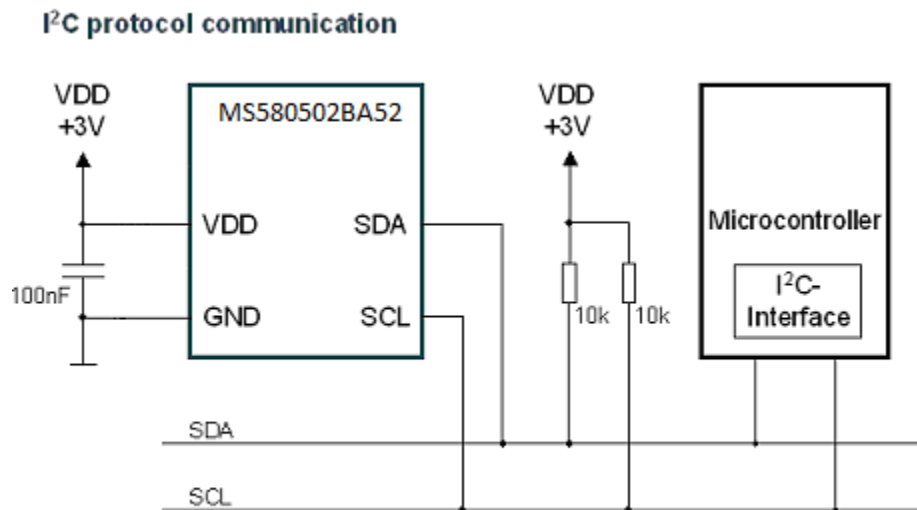 I²C protocol communication
VDD
+3V
MS580502BA52
VDD
+3V
VDD
SDA
Microcontroller
100nF
GND
SCL
10k
10k
I²C-
Interface
SDA
SCL